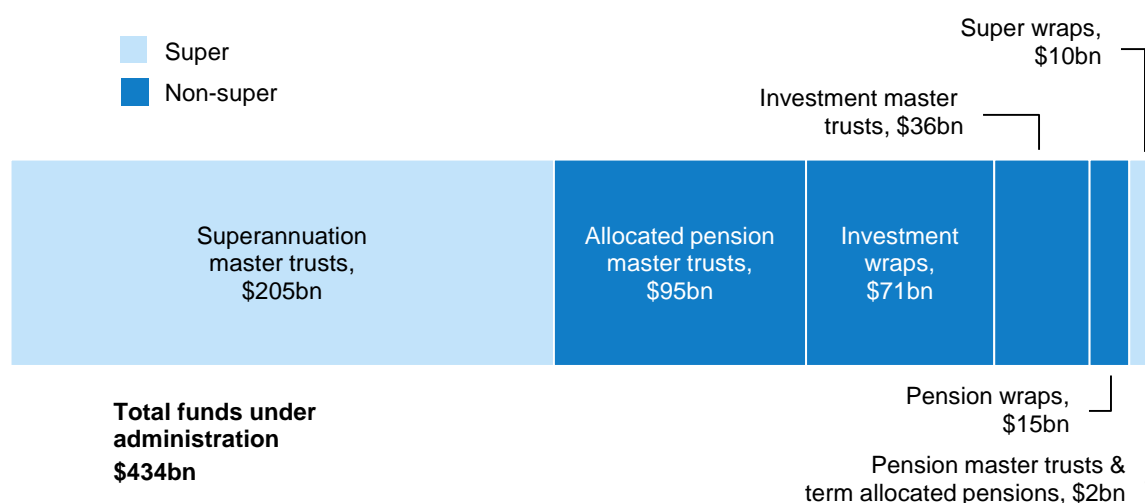 Super
Non-super
Super wraps,
$10bn
Investment master
trusts, $36bn
Superannuation
master trusts,
$205bn
Allocated pension
master trusts,
$95bn
Investment
wraps,
$71bn
Pension wraps,
$15bn
Total funds under
administration
$434bn
Pension master trusts &
term allocated pensions, $2bn